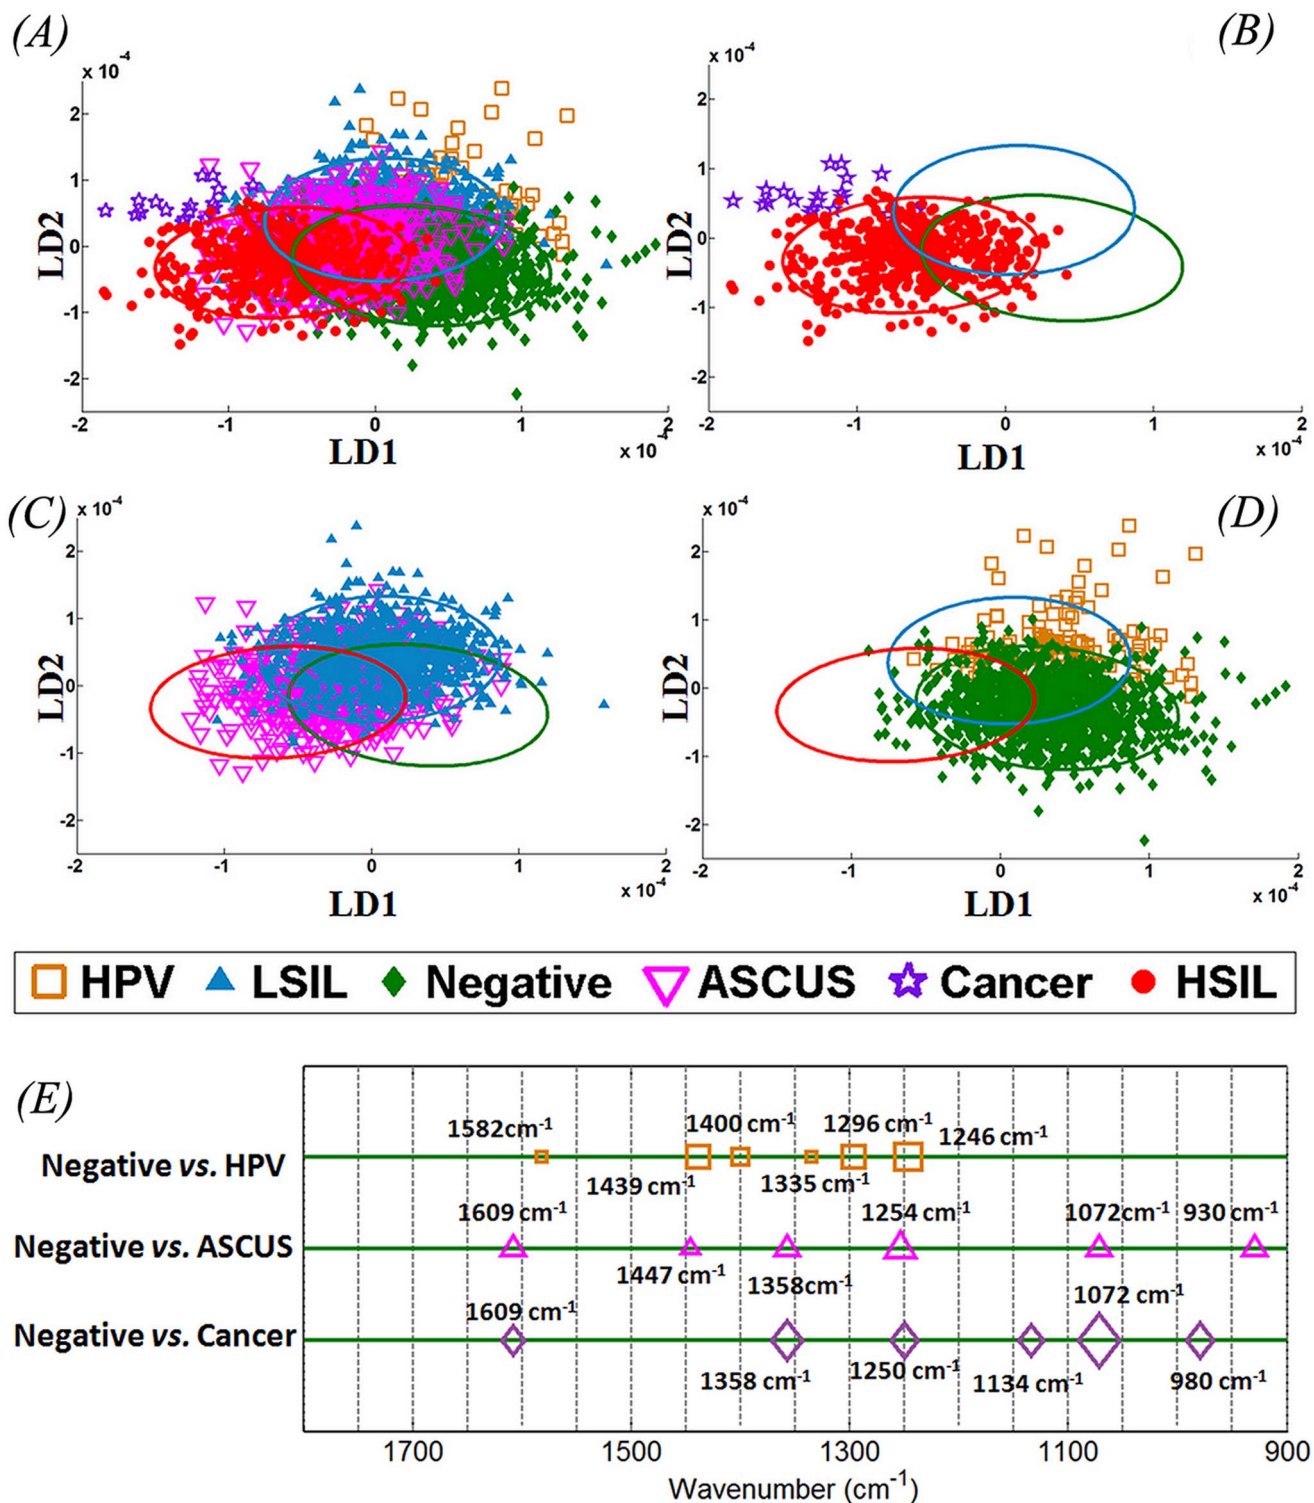 (A)
x 10⁻⁴
2
1
0
-1
-2
LD2
-2 -1 0 1 2
x 10⁻⁴
LD1
(B)
x 10⁻⁴
2
1
0
-1
-2
LD2
-2 -1 0 1 2
x 10⁻⁴
LD1
(C)
x 10⁻⁴
2
1
0
-1
-2
LD2
-2 -1 0 1 2
x 10⁻⁴
LD1
(D)
x 10⁻⁴
2
1
0
-1
-2
LD2
-2 -1 0 1 2
x 10⁻⁴
LD1
HPV LSIL Negative ASCUS Cancer HSIL
(E)
Negative vs. HPV
1582cm⁻¹ 1400 cm⁻¹ 1296 cm⁻¹ 1246 cm⁻¹
1439 cm⁻¹ 1335 cm⁻¹
Negative vs. ASCUS
1609 cm⁻¹ 1254 cm⁻¹ 1072cm⁻¹ 930 cm⁻¹
1447 cm⁻¹ 1358cm⁻¹
Negative vs. Cancer
1609 cm⁻¹ 1072 cm⁻¹
1358 cm⁻¹ 1250 cm⁻¹ 1134 cm⁻¹ 980 cm⁻¹
1700 1500 1300 1100 900
Wavenumber (cm⁻¹)